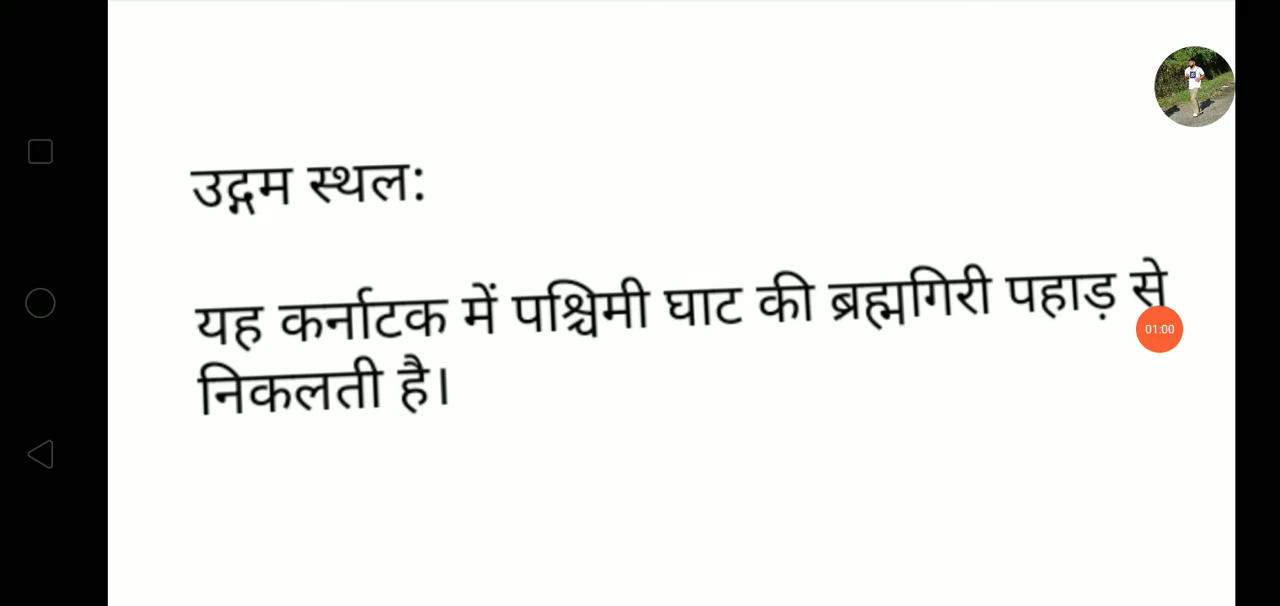 उद्गम स्थल:
यह कर्नाटक में पश्चिमी घाट की ब्रह्मगिरी पहाड़ से
निकलती है।
01:00